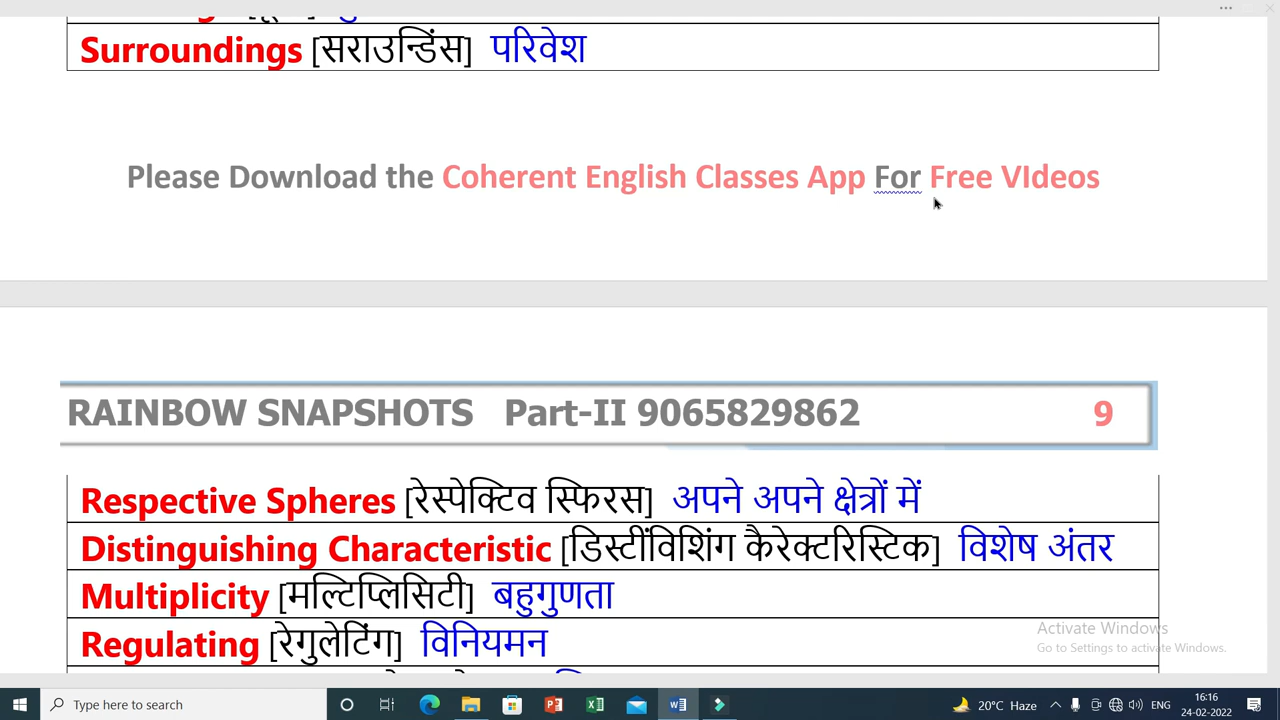 Surroundings [सराउन्डिंस] परिवेश
Please Download the Coherent English Classes App For Free VIdeos
RAINBOW SNAPSHOTS Part-II 9065829862 9
Respective Spheres [रेस्पेक्टिव स्फिरस] अपने अपने क्षेत्रों में
Distinguishing Characteristic [डिस्टींविशिंग कैरेक्टरिस्टिक] विशेष अंतर
Multiplicity [मल्टिप्लिसिटी] बहुगुणता
Regulating [रेगुलेटिंग] विनियमन
Activate Windows
Go to Settings to activate Windows.
Type here to search
20°C Haze
ENG
16:16
24-02-2022